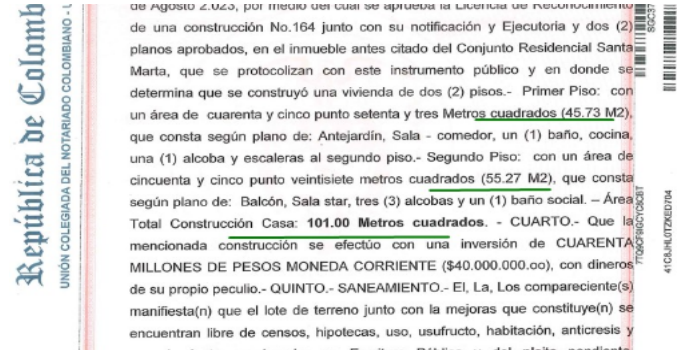 de Agosto 2.023, por medio del cual se aprueba la Licencia de Reconocimiento
de una construcción No.164 junto con su notificación y Ejecutoria y dos (2)
planos aprobados, en el inmueble antes citado del Conjunto Residencial Santa
Marta, que se protocolizan con este instrumento público y en donde se
determina que se construyó una vivienda de dos (2) pisos.- Primer Piso: con
un área de cuarenta y cinco punto setenta y tres Metros cuadrados (45.73 M2),
que consta según plano de: Antejardín, Sala - comedor, un (1) baño, cocina,
una (1) alcoba y escaleras al segundo piso.- Segundo Piso: con un área de
cincuenta y cinco punto veintisiete metros cuadrados (55.27 M2), que consta
según plano de: Balcón, Sala star, tres (3) alcobas y un (1) baño social. – Área
Total Construcción Casa: 101.00 Metros cuadrados. - CUARTO.- Que la
mencionada construcción se efectúo con una inversión de CUARENTA
MILLONES DE PESOS MONEDA CORRIENTE ($40.000.000.oo), con dineros
de su propio peculio.- QUINTO.- SANEAMIENTO.- El, La, Los compareciente(s)
manifiesta(n) que el lote de terreno junto con la mejoras que constituye(n) se
encuentran libre de censos, hipotecas, uso, usufructo, habitación, anticresis y
República de Colomb
UNIÓN COLEGIADA DEL NOTARIADO COLOMBIANO - U
SGC37
41C8JHL0TZKED704